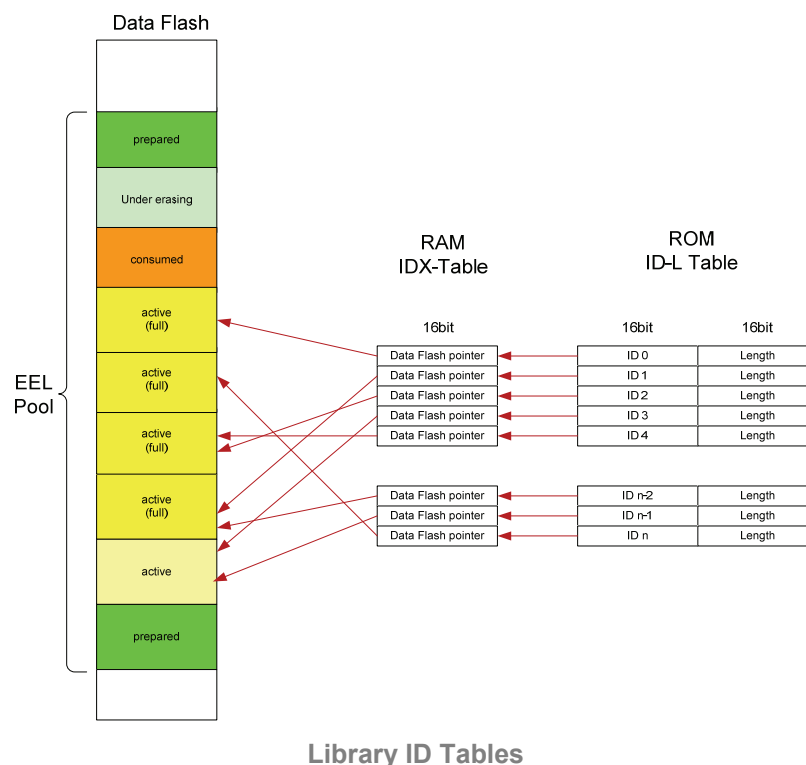 Data Flash
prepared
Under erasing
consumed
active
(full)
active
(full)
active
(full)
active
(full)
active
prepared
EEL
Pool
RAM
IDX-Table
16bit
Data Flash pointer
Data Flash pointer
Data Flash pointer
Data Flash pointer
Data Flash pointer
Data Flash pointer
Data Flash pointer
Data Flash pointer
ROM
ID-L Table
16bit 16bit
ID 0 Length
ID 1 Length
ID 2 Length
ID 3 Length
ID 4 Length
ID n-2 Length
ID n-1 Length
ID n Length
Library ID Tables